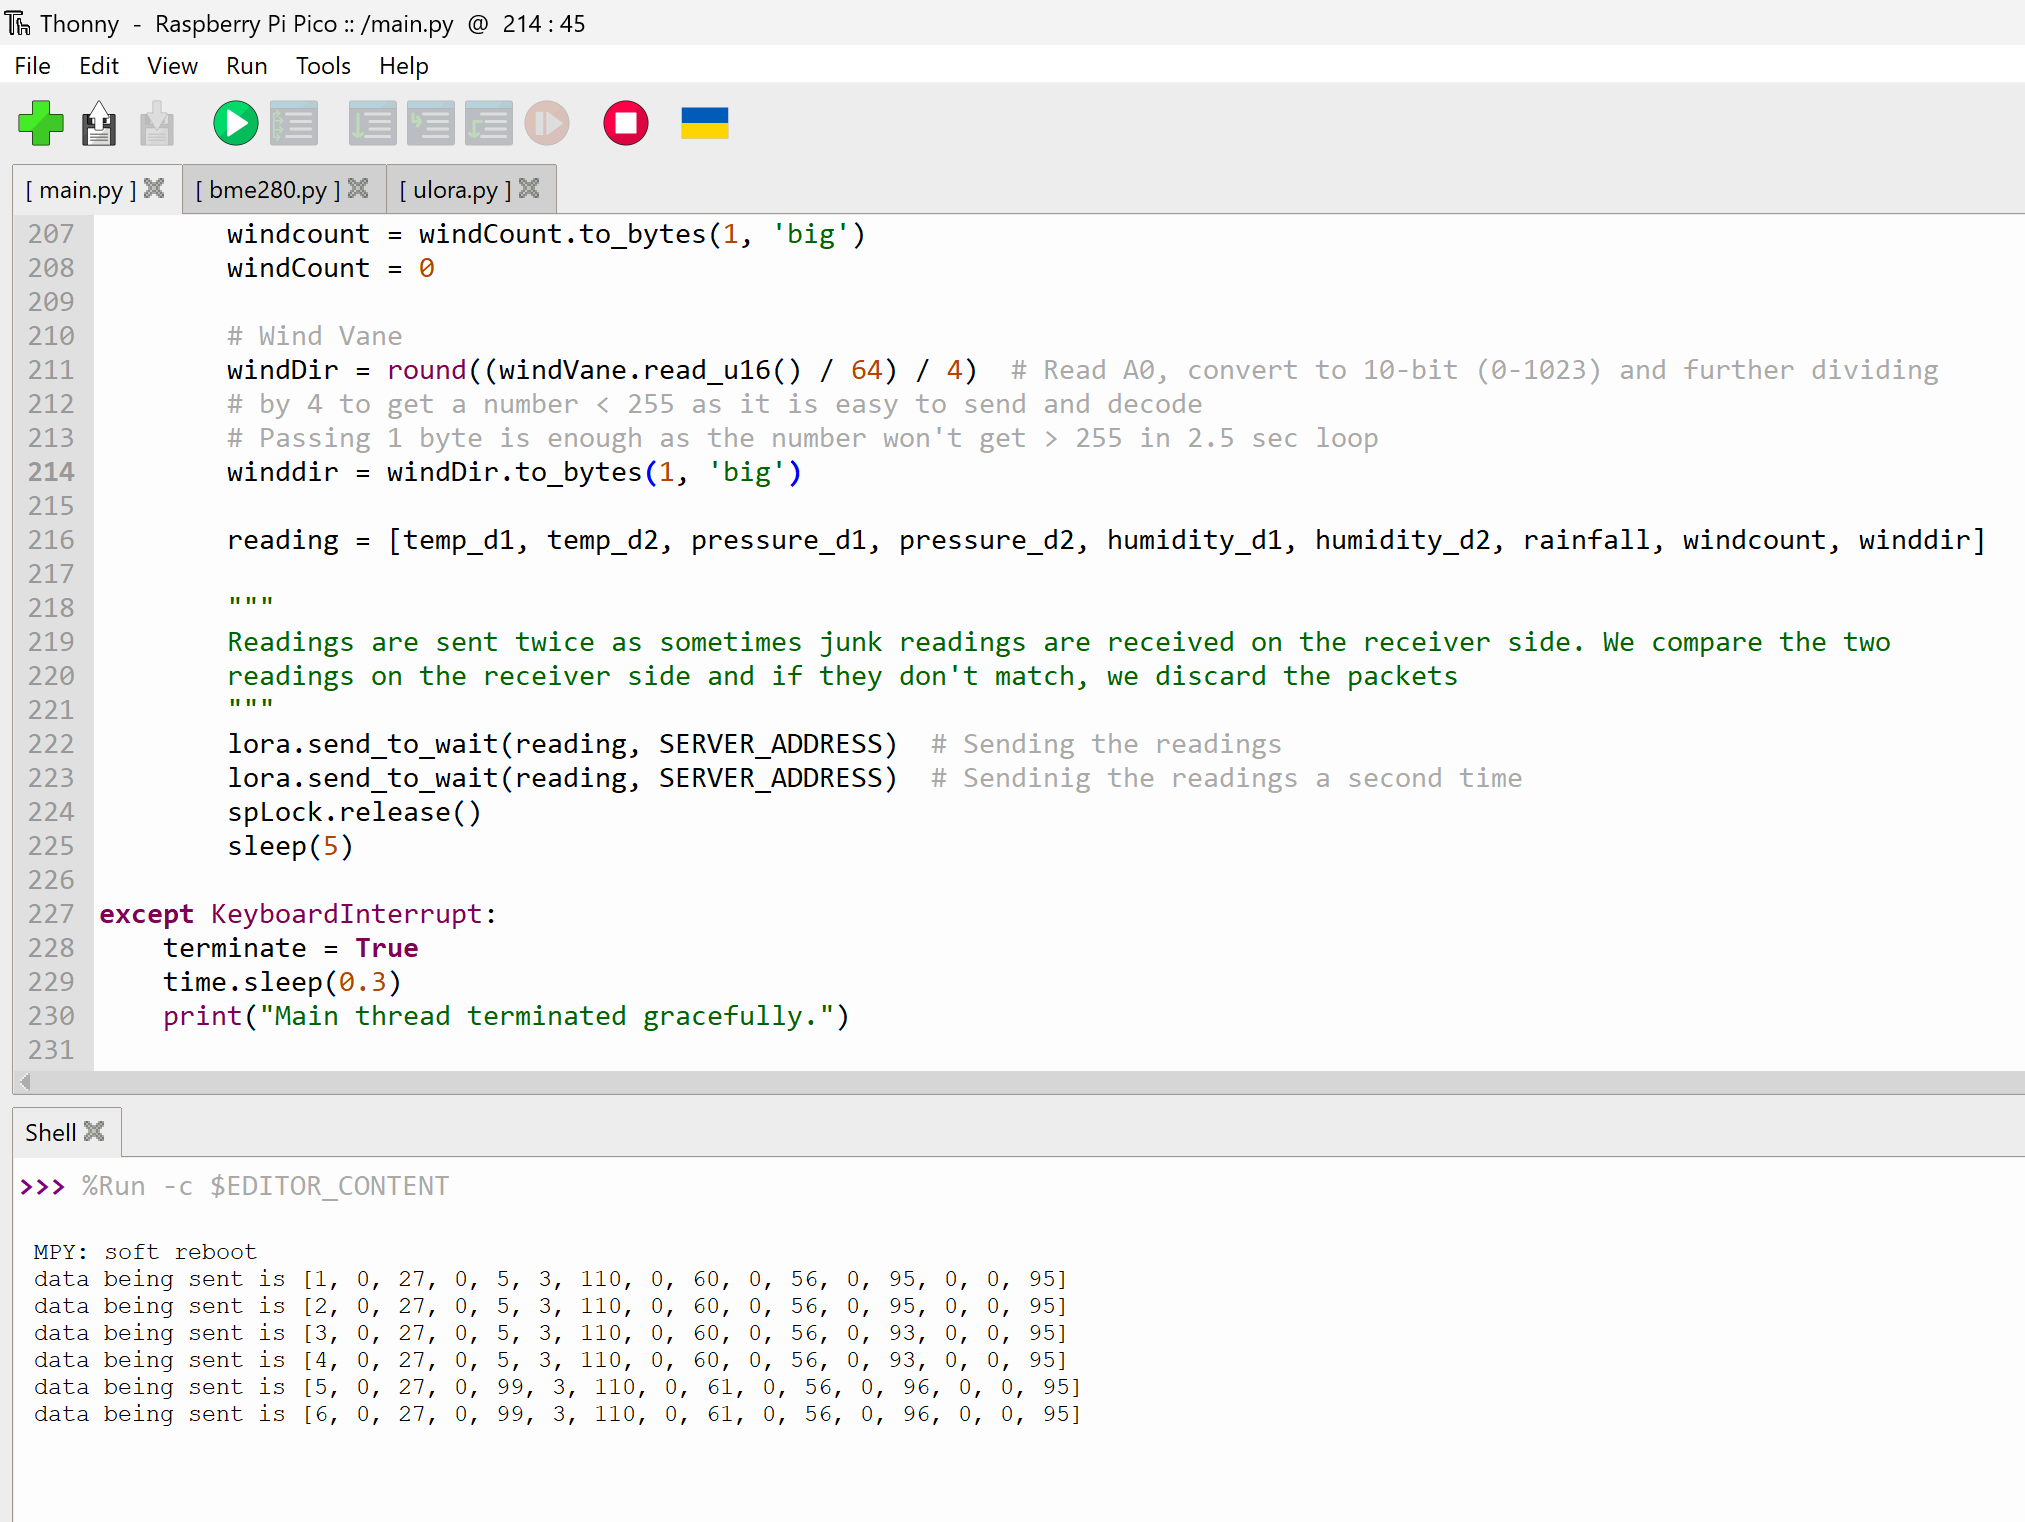 Thonny - Raspberry Pi Pico :: /main.py @ 214 : 45
File Edit View Run Tools Help
[ main.py ] [ bme280.py ] [ ulora.py ]
207 windcount = windCount.to_bytes(1, 'big')
208 windCount = 0
209
210 # Wind Vane
211 windDir = round((windVane.read_u16() / 64) / 4)  # Read A0, convert to 10-bit (0-1023) and further dividing
212 # by 4 to get a number < 255 as it is easy to send and decode
213 # Passing 1 byte is enough as the number won't get > 255 in 2.5 sec loop
214 winddir = windDir.to_bytes(1, 'big')
215
216 reading = [temp_d1, temp_d2, pressure_d1, pressure_d2, humidity_d1, humidity_d2, rainfall, windcount, winddir]
217
218 """
219 Readings are sent twice as sometimes junk readings are received on the receiver side. We compare the two
220 readings on the receiver side and if they don't match, we discard the packets
221 """
222 lora.send_to_wait(reading, SERVER_ADDRESS)  # Sending the readings
223 lora.send_to_wait(reading, SERVER_ADDRESS)  # Sendinig the readings a second time
224 spLock.release()
225 sleep(5)
226
227 except KeyboardInterrupt:
228 terminate = True
229 time.sleep(0.3)
230 print("Main thread terminated gracefully.")
231
Shell
>>> %Run -c $EDITOR_CONTENT
MPY: soft reboot
data being sent is [1, 0, 27, 0, 5, 3, 110, 0, 60, 0, 56, 0, 95, 0, 0, 95]
data being sent is [2, 0, 27, 0, 5, 3, 110, 0, 60, 0, 56, 0, 95, 0, 0, 95]
data being sent is [3, 0, 27, 0, 5, 3, 110, 0, 60, 0, 56, 0, 93, 0, 0, 95]
data being sent is [4, 0, 27, 0, 5, 3, 110, 0, 60, 0, 56, 0, 93, 0, 0, 95]
data being sent is [5, 0, 27, 0, 99, 3, 110, 0, 61, 0, 56, 0, 96, 0, 0, 95]
data being sent is [6, 0, 27, 0, 99, 3, 110, 0, 61, 0, 56, 0, 96, 0, 0, 95]